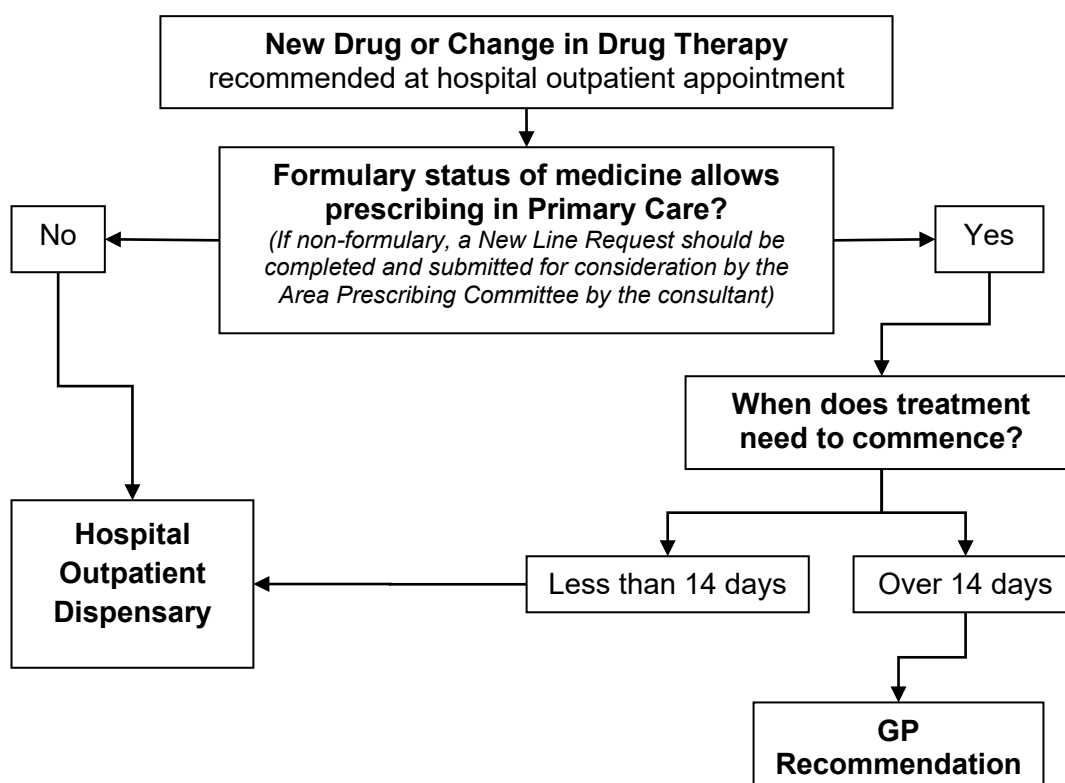 New Drug or Change in Drug Therapy
recommended at hospital outpatient appointment
Formulary status of medicine allows
prescribing in Primary Care?
(If non-formulary, a New Line Request should be
completed and submitted for consideration by the
Area Prescribing Committee by the consultant)
No
Yes
When does treatment
need to commence?
Hospital
Outpatient
Dispensary
Less than 14 days
Over 14 days
GP
Recommendation